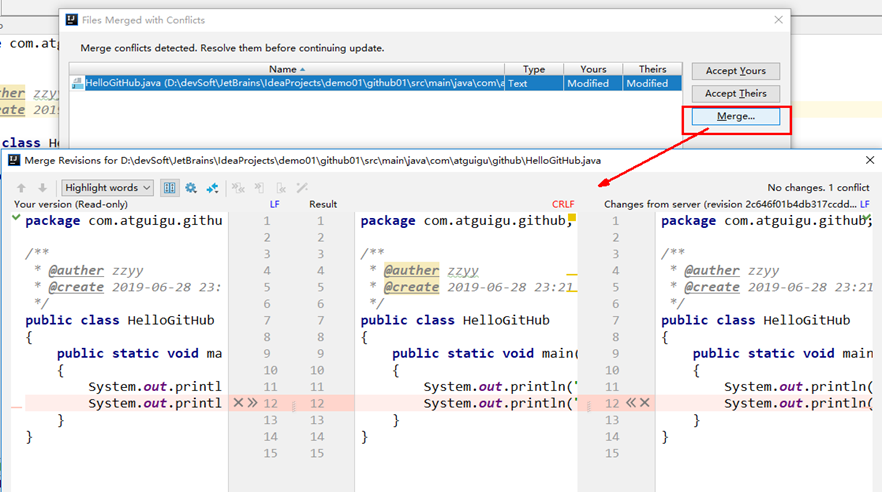 Files Merged with Conflicts
Merge conflicts detected. Resolve them before continuing update.
Name Type Yours Theirs
HelloGitHub.java (D:\devSoft\JetBrains\IdeaProjects\demo01\github01\src\main\java\com\a Text Modified Modified
Accept Yours
Accept Theirs
Merge...
com.atgu
zzy
2019
class He
Merge Revisions for D:\devSoft\JetBrains\IdeaProjects\demo01\github01\src\main\java\com\atguigu\github\HelloGitHub.java
Highlight words
No changes. 1 conflict
Your version (Read-only) LF Result CRLF Changes from server (revision 2c646f01b4db317ccdd... LF
package com.atguigu.githu 1 1 package com.atguigu.github; 1 package com.atguigu.github;
2 2 2
/** 3 3 /** 3 /**
* @auther zzyy 4 4 * @auther zzyy 4 * @auther zzyy
* @create 2019-06-28 23: 5 5 * @create 2019-06-28 23:21 5 * @create 2019-06-28 23:21
*/ 6 6 */ 6 */
public class HelloGitHub 7 7 public class HelloGitHub 7 public class HelloGitHub
{ 8 8 { 8 {
public static void ma 9 9 public static void main( 9 public static void main
{ 10 10 { 10 {
System.out.printl 11 11 System.out.println(" 11 System.out.println(
System.out.printl 12 12 System.out.println(" 12 System.out.println(
} 13 13 } 13 }
} 14 14 } 14 }
15 15 15